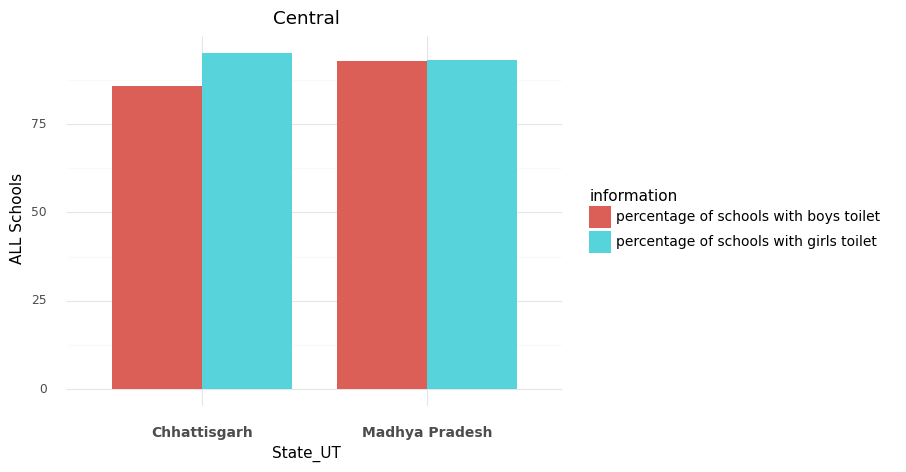 Central
ALL Schools
75
50
25
0
Chhattisgarh
Madhya Pradesh
State_UT
information
percentage of schools with boys toilet
percentage of schools with girls toilet